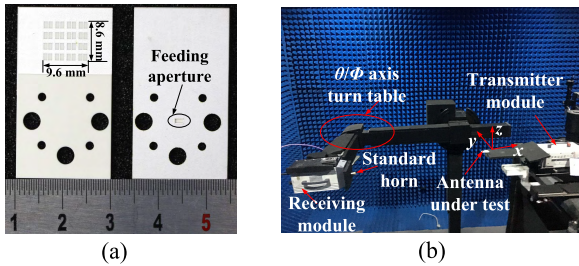 8.6 mm
9.6 mm
Feeding
aperture
1 2 3 4 5
(a)
θ/Φ axis
turn table
Transmitter
module
z
y
x
Standard
horn
Antenna
under test
Receiving
module
(b)